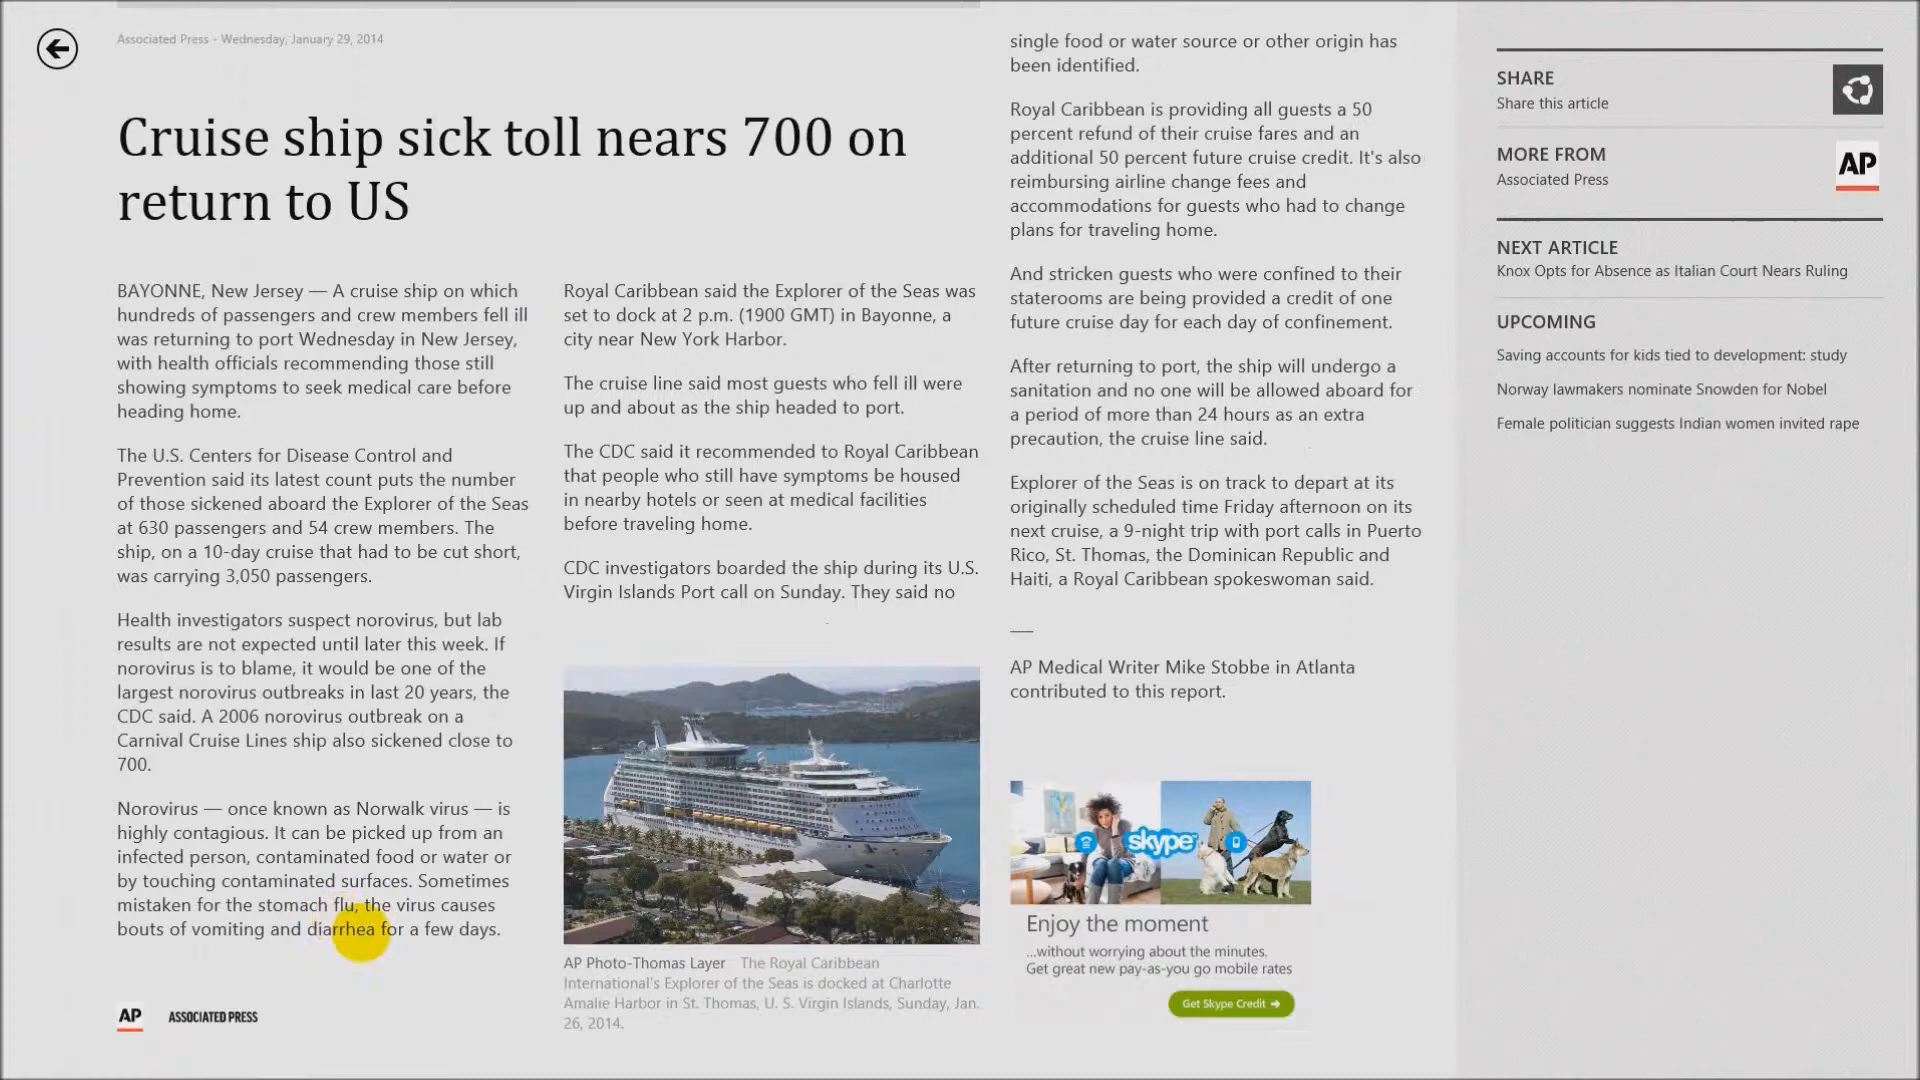 Associated Press - Wednesday, January 29, 2014
Cruise ship sick toll nears 700 on
return to US
BAYONNE, New Jersey — A cruise ship on which
hundreds of passengers and crew members fell ill
was returning to port Wednesday in New Jersey,
with health officials recommending those still
showing symptoms to seek medical care before
heading home.
The U.S. Centers for Disease Control and
Prevention said its latest count puts the number
of those sickened aboard the Explorer of the Seas
at 630 passengers and 54 crew members. The
ship, on a 10-day cruise that had to be cut short,
was carrying 3,050 passengers.
Health investigators suspect norovirus, but lab
results are not expected until later this week. If
norovirus is to blame, it would be one of the
largest norovirus outbreaks in last 20 years, the
CDC said. A 2006 norovirus outbreak on a
Carnival Cruise Lines ship also sickened close to
700.
Norovirus — once known as Norwalk virus — is
highly contagious. It can be picked up from an
infected person, contaminated food or water or
by touching contaminated surfaces. Sometimes
mistaken for the stomach flu, the virus causes
bouts of vomiting and diarrhea for a few days.
AP ASSOCIATED PRESS
Royal Caribbean said the Explorer of the Seas was
set to dock at 2 p.m. (1900 GMT) in Bayonne, a
city near New York Harbor.
The cruise line said most guests who fell ill were
up and about as the ship headed to port.
The CDC said it recommended to Royal Caribbean
that people who still have symptoms be housed
in nearby hotels or seen at medical facilities
before traveling home.
CDC investigators boarded the ship during its U.S.
Virgin Islands Port call on Sunday. They said no
AP Photo-Thomas Layer The Royal Caribbean
International's Explorer of the Seas is docked at Charlotte
Amalie Harbor in St. Thomas, U. S. Virgin Islands, Sunday, Jan.
26, 2014.
single food or water source or other origin has
been identified.
Royal Caribbean is providing all guests a 50
percent refund of their cruise fares and an
additional 50 percent future cruise credit. It's also
reimbursing airline change fees and
accommodations for guests who had to change
plans for traveling home.
And stricken guests who were confined to their
staterooms are being provided a credit of one
future cruise day for each day of confinement.
After returning to port, the ship will undergo a
sanitation and no one will be allowed aboard for
a period of more than 24 hours as an extra
precaution, the cruise line said.
Explorer of the Seas is on track to depart at its
originally scheduled time Friday afternoon on its
next cruise, a 9-night trip with port calls in Puerto
Rico, St. Thomas, the Dominican Republic and
Haiti, a Royal Caribbean spokeswoman said.
—
AP Medical Writer Mike Stobbe in Atlanta
contributed to this report.
skype
Enjoy the moment
...without worrying about the minutes.
Get great new pay-as-you go mobile rates
Get Skype Credit
SHARE
Share this article
MORE FROM
Associated Press
AP
NEXT ARTICLE
Knox Opts for Absence as Italian Court Nears Ruling
UPCOMING
Saving accounts for kids tied to development: study
Norway lawmakers nominate Snowden for Nobel
Female politician suggests Indian women invited rape